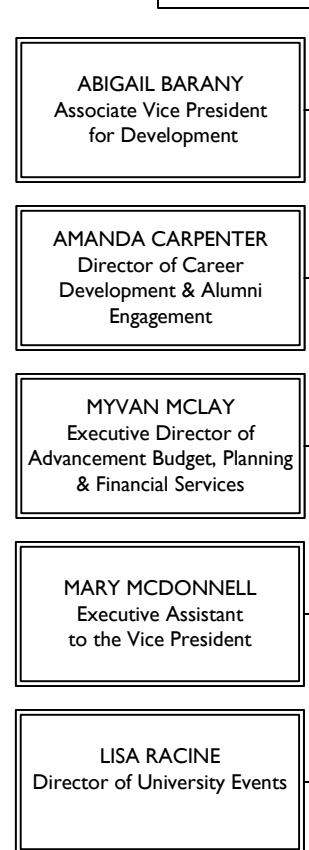 ABIGAIL BARANY
Associate Vice President
for Development
AMANDA CARPENTER
Director of Career
Development & Alumni
Engagement
MYVAN MCLAY
Executive Director of
Advancement Budget, Planning
& Financial Services
MARY MCDONNELL
Executive Assistant
to the Vice President
LISA RACINE
Director of University Events